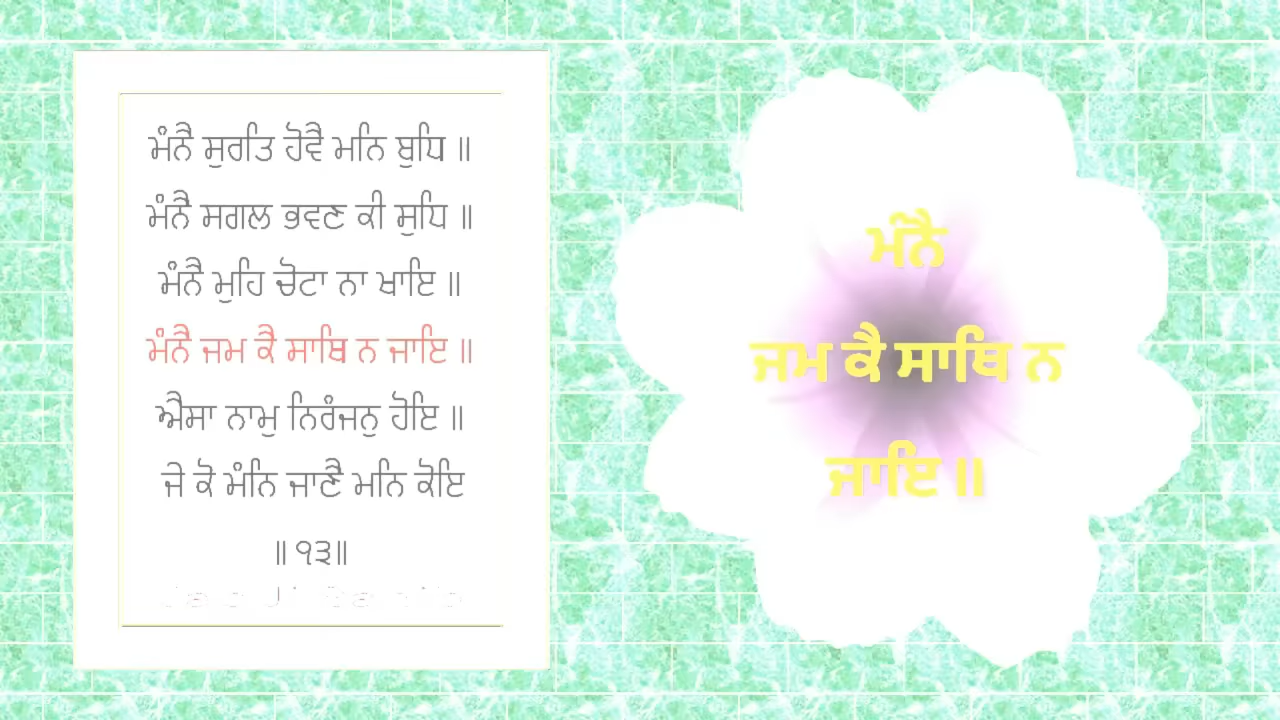 ਮੰਨੈ ਸੁਰਤਿ ਹੋਵੈ ਮਨਿ ਬੁਧਿ ॥
ਮੰਨੈ ਸਗਲ ਭਵਣ ਕੀ ਸੁਧਿ ॥
ਮੰਨੈ ਮੁਹਿ ਚੋਟਾ ਨਾ ਖਾਇ ॥
ਮੰਨੈ ਜਮ ਕੈ ਸਾਥਿ ਨ ਜਾਇ ॥
ਐਸਾ ਨਾਮੁ ਨਿਰੰਜਨੁ ਹੋਇ ॥
ਜੇ ਕੋ ਮੰਨਿ ਜਾਣੈ ਮਨਿ ਕੋਇ
॥੧੩॥
ਮੰਨੈ
ਜਮ ਕੈ ਸਾਥਿ ਨ
ਜਾਇ ॥